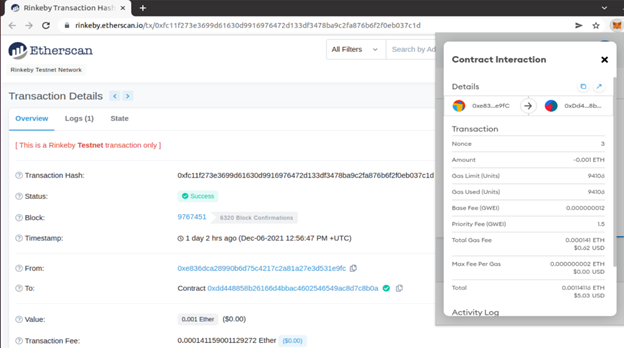 Rinkeby Transaction Hash
rinkeby.etherscan.io/tx/0xfc11f273e3699d61630d9916976472d133df3478ba9c2fa876b6f2f0eb037c1d
Etherscan
All Filters
Search by Ad
Rinkeby Testnet Network
Transaction Details
Overview
Logs (1)
State
[ This is a Rinkeby Testnet transaction only ]
Transaction Hash:
0xfc11f273e3699d61630d9916976472d133df3478ba9c2fa876b6f2f0eb037c1d
Status:
Success
Block:
9767451
6320 Block Confirmations
Timestamp:
1 day 2 hrs ago (Dec-06-2021 12:56:47 PM +UTC)
From:
0xe836dca28990b6d75c4217c2a81a27e3d531e9fc
To:
Contract 0xdd448858b26166d4bbac4602546549ac8d7c8b0a
Value:
0.001 Ether ($0.00)
Transaction Fee:
0.000141159001129272 Ether ($0.00)
Contract Interaction
Details
0xe83...e9fC
0xDd4...8b...
Transaction
Nonce
3
Amount
-0.001 ETH
Gas Limit (Units)
94106
Gas Used (Units)
94106
Base Fee (GWEI)
0.000000012
Priority Fee (GWEI)
1.5
Total Gas Fee
0.000141 ETH
$0.62 USD
Max Fee Per Gas
0.000000002 ETH
$0.00 USD
Total
0.00114116 ETH
$5.03 USD
Activity Log